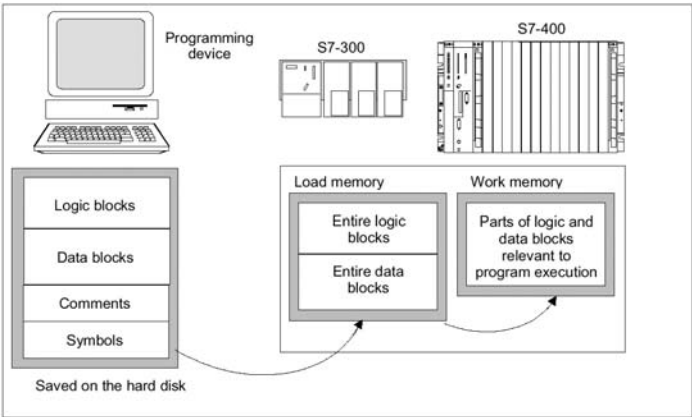 Programming
device
S7-300
S7-400
Logic blocks
Data blocks
Comments
Symbols
Saved on the hard disk
Load memory
Entire logic
blocks
Entire data
blocks
Work memory
Parts of logic and
data blocks
relevant to
program execution